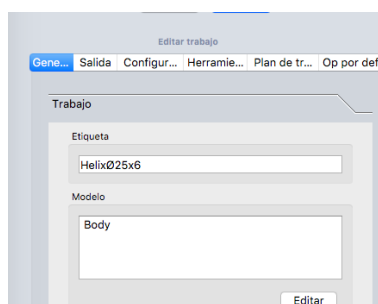 Editar trabajo
Gene... Salida Configur... Herramie... Plan de tr... Op por def
Trabajo
Etiqueta
HelixØ25x6
Modelo
Body
Editar